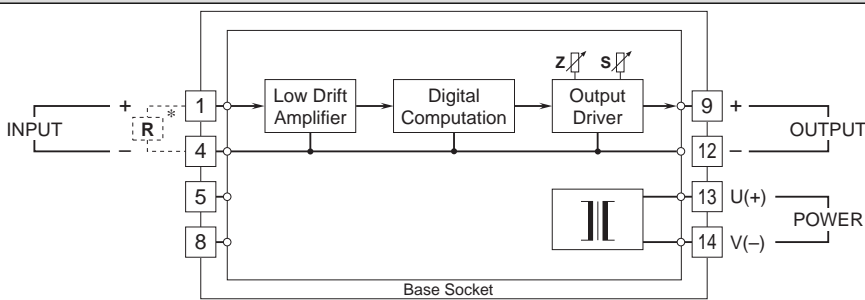 Z S
Low Drift
Amplifier
Digital
Computation
Output
Driver
INPUT
+
R
*
–
1
4
5
8
9 +
12 –
OUTPUT
13 U(+)
14 V(–)
POWER
Base Socket